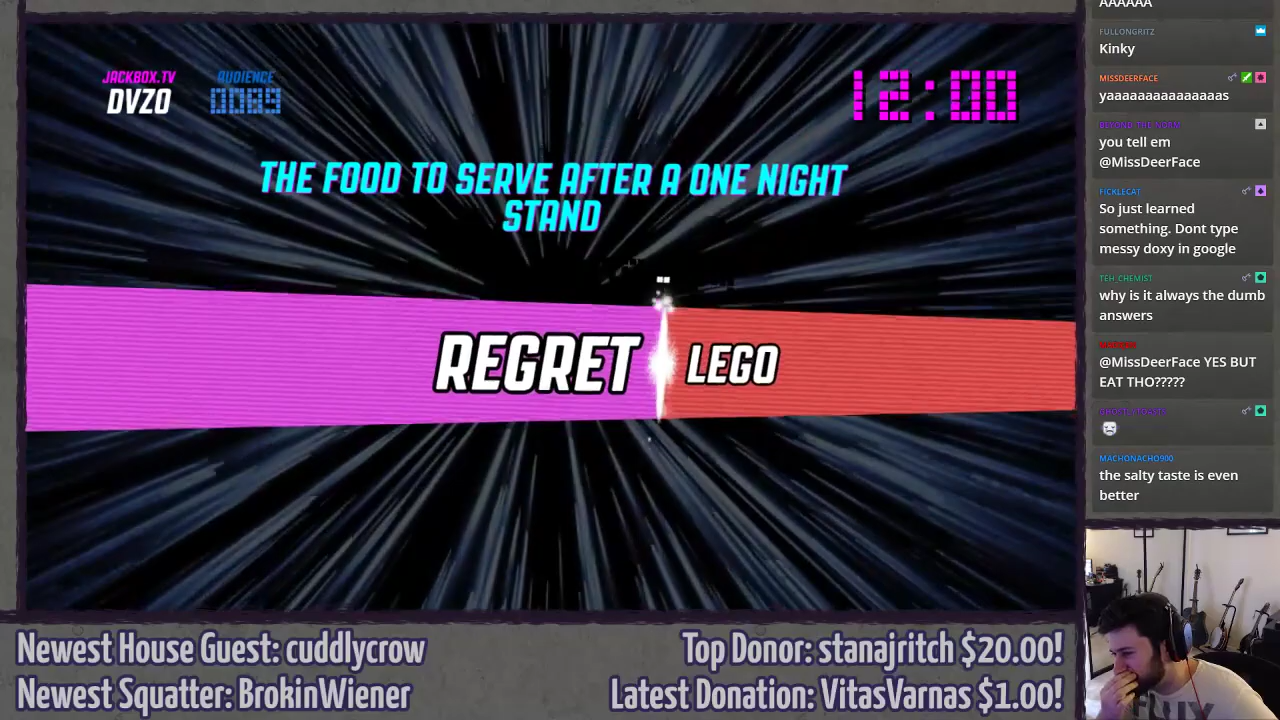 JACKBOX.TV
DVZO
AUDIENCE
0089
12:00
THE FOOD TO SERVE AFTER A ONE NIGHT
STAND
REGRET
LEGO
AAAAAA
FULLONGRITZ
Kinky
MISSDEERFACE
yaaaaaaaaaaaaaas
BEYOND_THE_NORM
you tell em
@MissDeerFace
FICKLECAT
So just learned
something. Dont type
messy doxy in google
TEH_CHEMIST
why is it always the dumb
answers
@MissDeerFace YES BUT
EAT THO?????
MACHONACHO900
the salty taste is even
better
Newest House Guest: cuddlycrow
Newest Squatter: BrokinWiener
Top Donor: stanajritch $20.00!
Latest Donation: VitasVarnas $1.00!